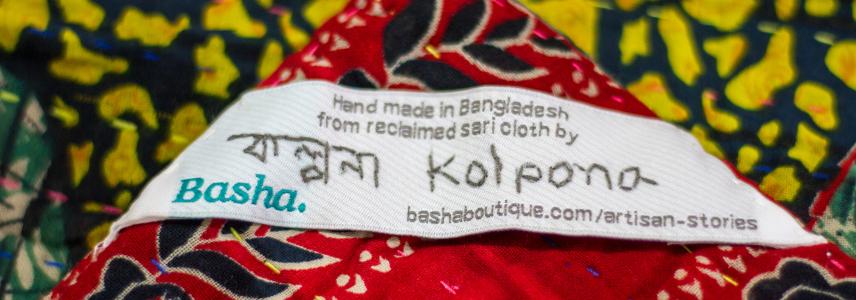 Hand made in Bangladesh
from reclaimed sari cloth by
কল্পনা Kolpona
Basha.
bashaboutique.com/artisan-stories